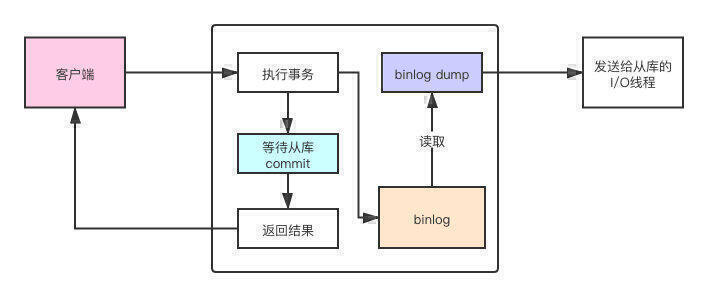 客户端
执行事务
binlog dump
发送给从库的
I/O线程
等待从库
commit
读取
返回结果
binlog